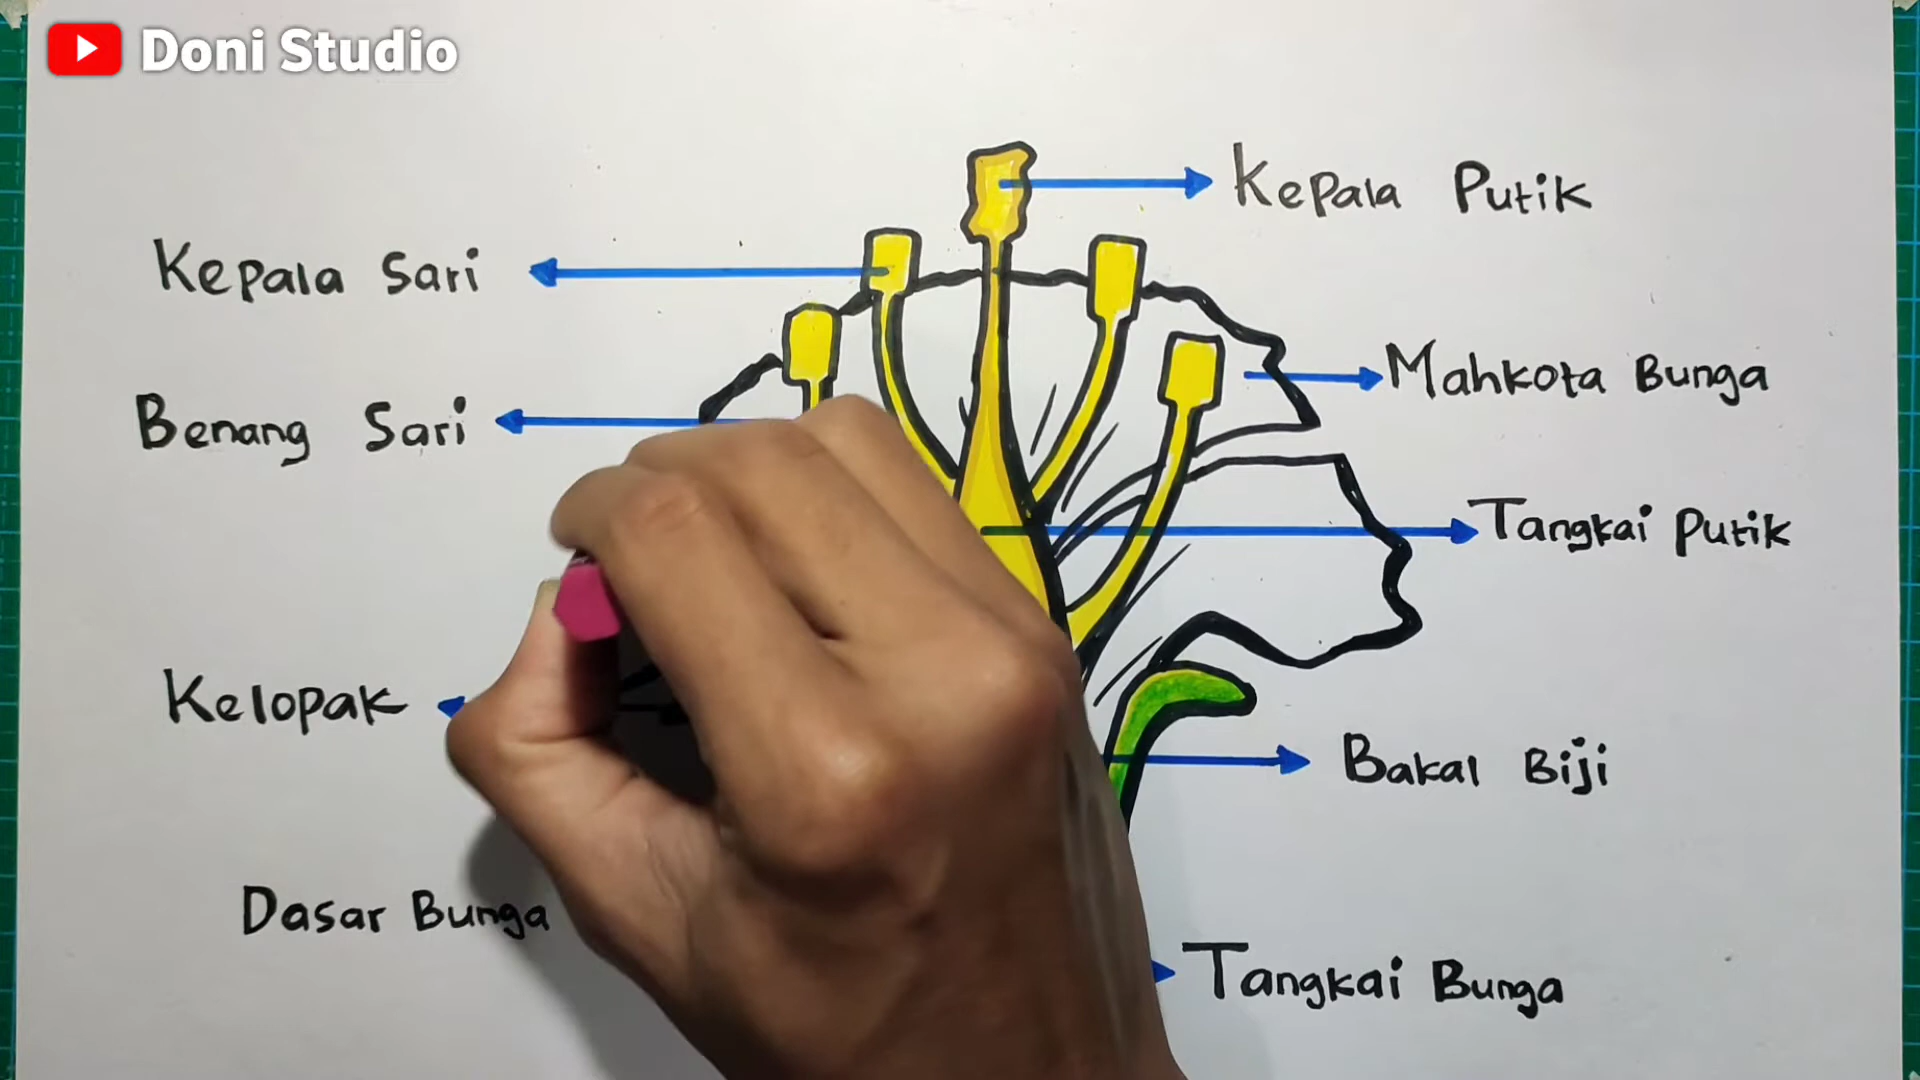 Doni Studio
Kepala Putik
Kepala Sari
Mahkota Bunga
Benang Sari
Tangkai Putik
Kelopak
Bakal Biji
Dasar Bunga
Tangkai Bunga